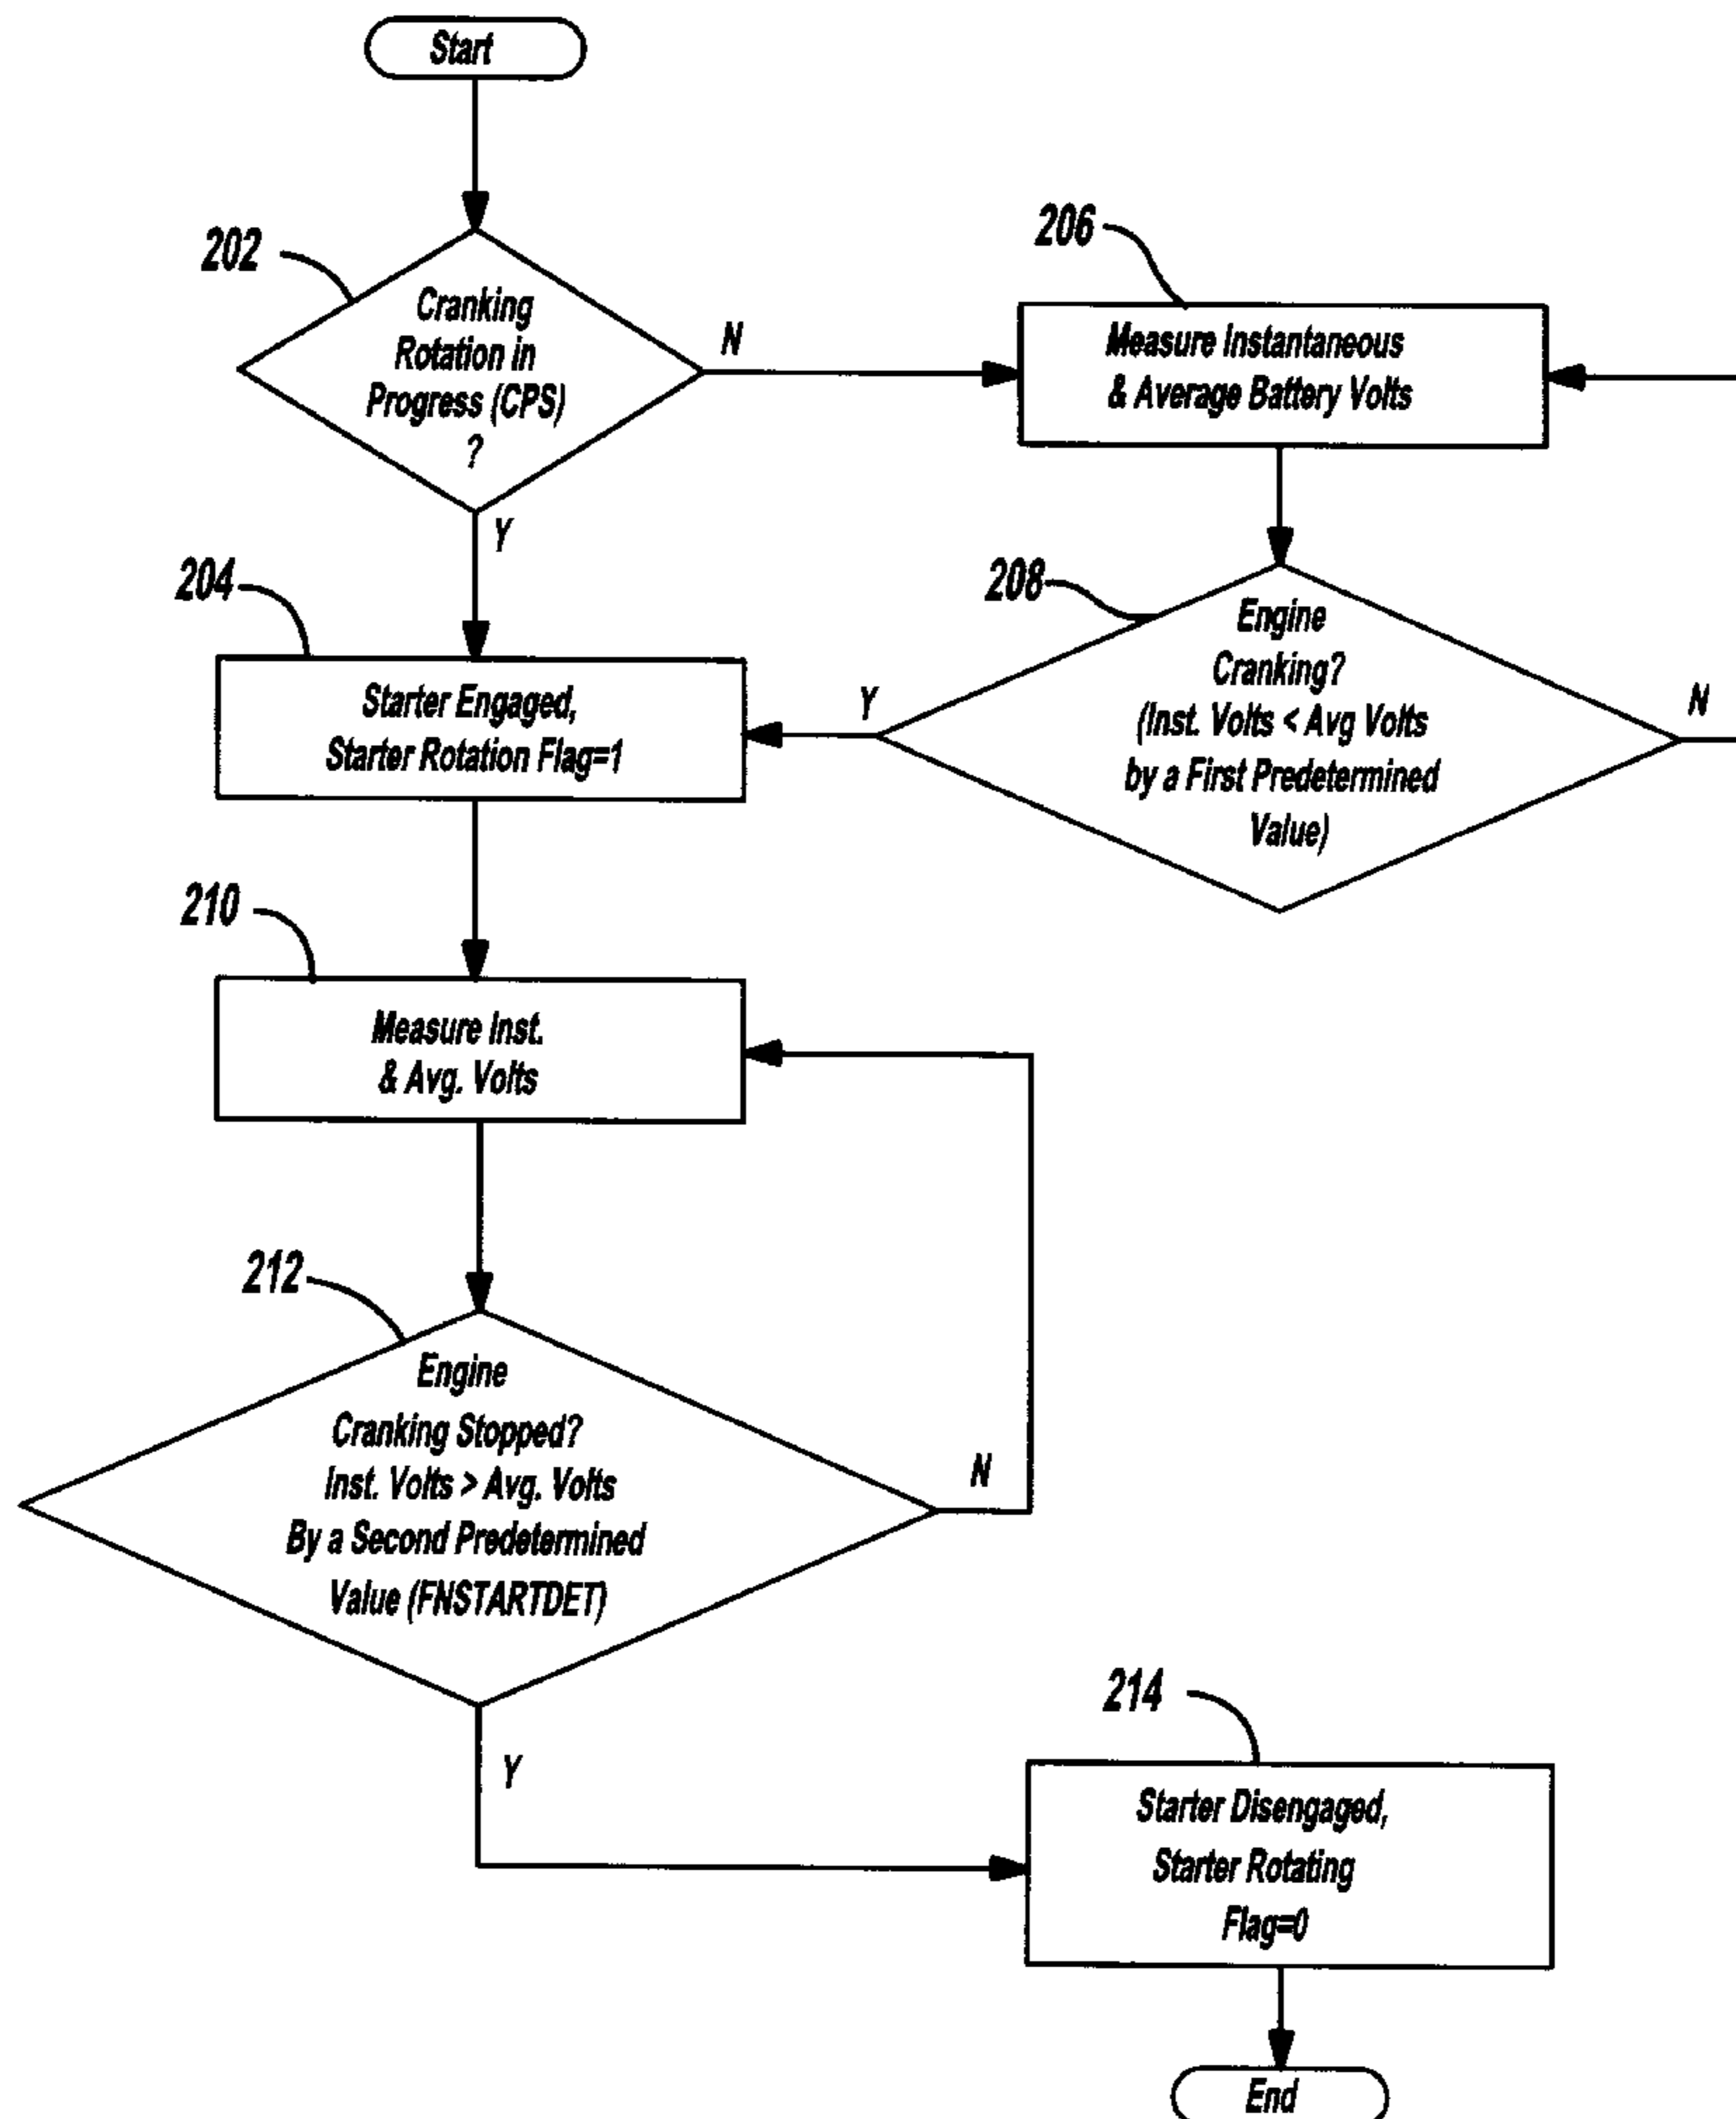 Start
202
Cranking
Rotation in
Progress (CPS)
?
N
Y
206
Measure Instantaneous
& Average Battery Volts
204
Starter Engaged,
Starter Rotation Flag=1
208
Engine
Cranking?
(Inst. Volts < Avg Volts
by a First Predetermined
Value)
Y
N
210
Measure Inst.
& Avg. Volts
212
Engine
Cranking Stopped?
Inst. Volts > Avg. Volts
By a Second Predetermined
Value (FNSTARTDET)
N
Y
214
Starter Disengaged,
Starter Rotating
Flag=0
End